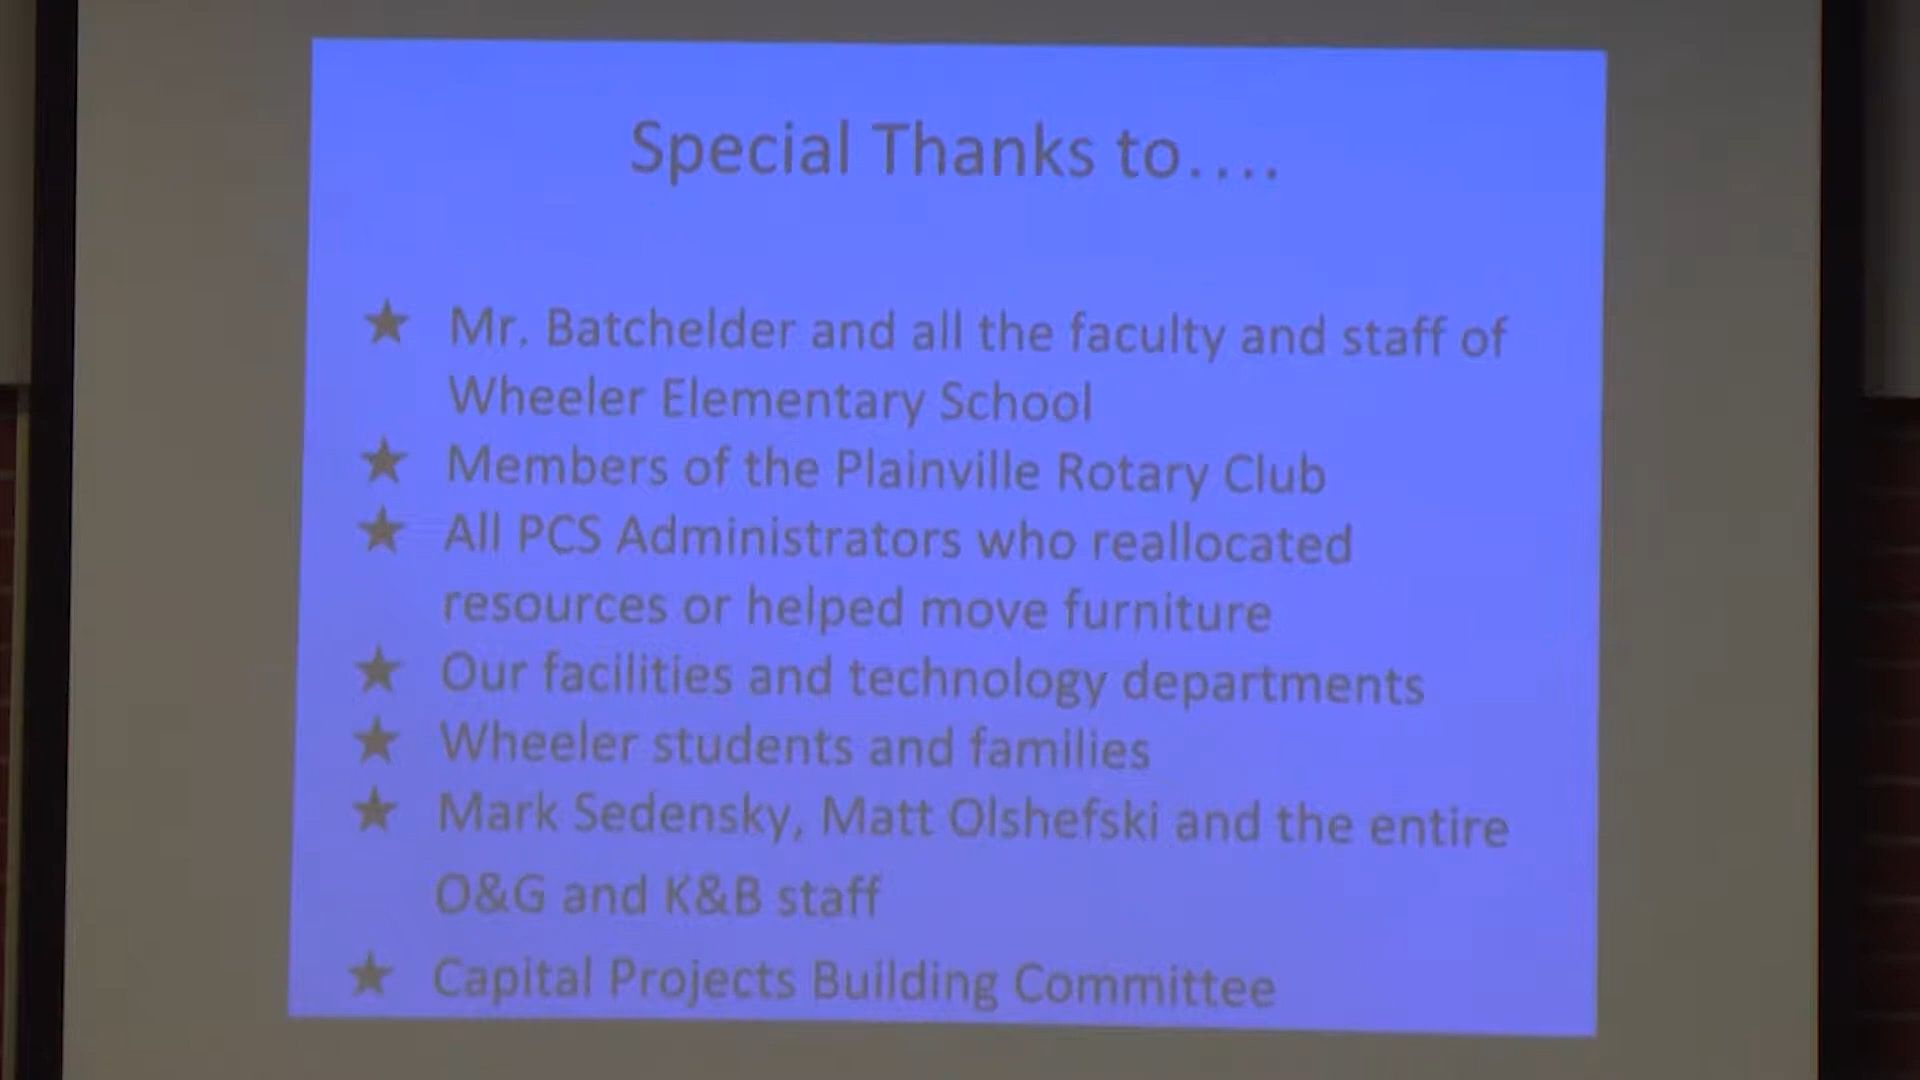 Special Thanks to....
★ Mr. Batchelder and all the faculty and staff of
Wheeler Elementary School
★ Members of the Plainville Rotary Club
★ All PCS Administrators who reallocated
resources or helped move furniture
★ Our facilities and technology departments
★ Wheeler students and families
★ Mark Sedensky, Matt Olshefski and the entire
O&G and K&B staff
★ Capital Projects Building Committee